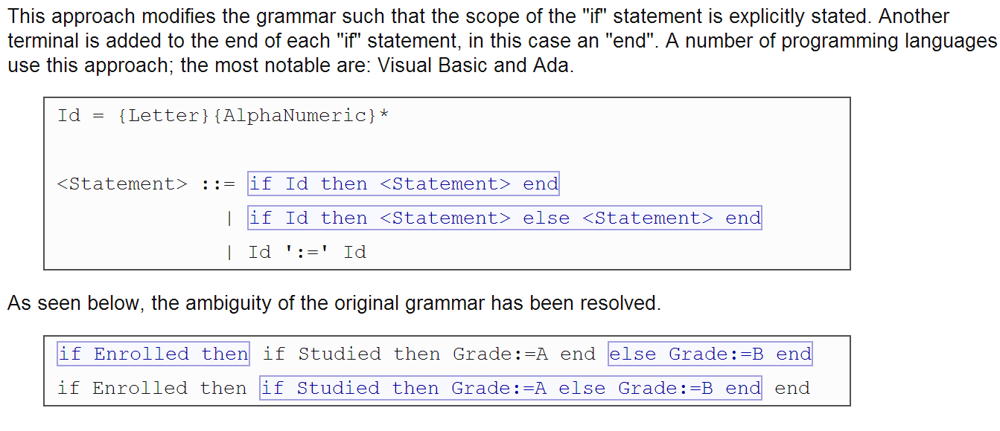 This approach modifies the grammar such that the scope of the "if" statement is explicitly stated. Another
terminal is added to the end of each "if" statement, in this case an "end". A number of programming languages
use this approach; the most notable are: Visual Basic and Ada.
Id = {Letter}{AlphaNumeric}*
<Statement> ::= if Id then <Statement> end
| if Id then <Statement> else <Statement> end
| Id ':=' Id
As seen below, the ambiguity of the original grammar has been resolved.
if Enrolled then if Studied then Grade:=A end else Grade:=B end
if Enrolled then if Studied then Grade:=A else Grade:=B end end